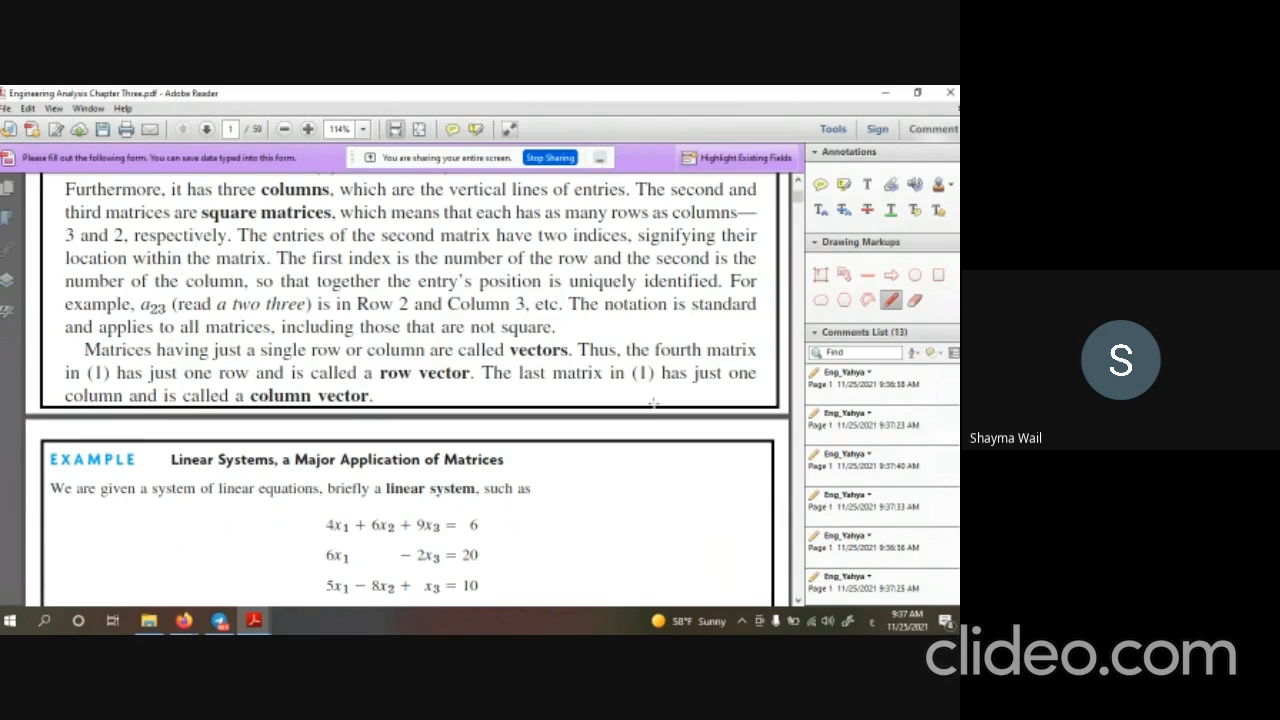 Engineering Analysis Chapter Three.pdf - Adobe Reader
File Edit View Window Help
1 / 59 114% Tools Sign Comment
Please fill out the following form. You can save data typed into this form.
You are sharing your entire screen. Stop Sharing
Highlight Existing Fields
Furthermore, it has three columns, which are the vertical lines of entries. The second and
third matrices are square matrices, which means that each has as many rows as columns—
3 and 2, respectively. The entries of the second matrix have two indices, signifying their
location within the matrix. The first index is the number of the row and the second is the
number of the column, so that together the entry's position is uniquely identified. For
example, a23 (read a two three) is in Row 2 and Column 3, etc. The notation is standard
and applies to all matrices, including those that are not square.
Matrices having just a single row or column are called vectors. Thus, the fourth matrix
in (1) has just one row and is called a row vector. The last matrix in (1) has just one
column and is called a column vector.
EXAMPLE Linear Systems, a Major Application of Matrices
We are given a system of linear equations, briefly a linear system, such as
4x1 + 6x2 + 9x3 = 6
6x1 - 2x3 = 20
5x1 - 8x2 + x3 = 10
Annotations
Drawing Markups
Comments List (13)
Find
Eng_Yahya
Page 1 11/25/2021 9:36:38 AM
Eng_Yahya
Page 1 11/25/2021 9:37:23 AM
Eng_Yahya
Page 1 11/25/2021 9:37:40 AM
Eng_Yahya
Page 1 11/25/2021 9:37:33 AM
Eng_Yahya
Page 1 11/25/2021 9:36:36 AM
Eng_Yahya
Page 1 11/25/2021 9:37:25 AM
58°F Sunny
9:37 AM
11/25/2021
S
Shayma Wail
clideo.com